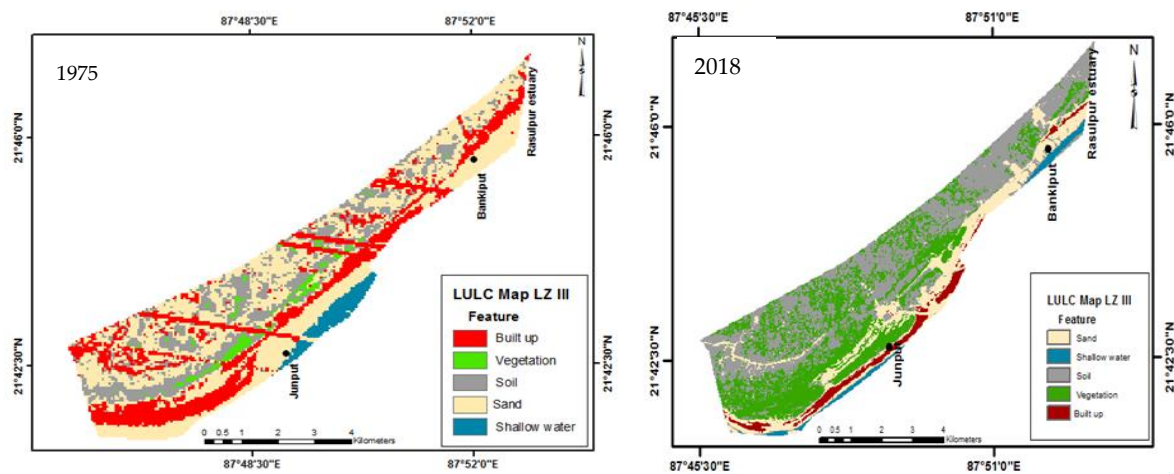 87°48'30"E
87°52'0"E
1975
N
S
Rasulpur estuary
21°46'0"N
21°46'0"N
Bankiput
LULC Map LZ III
Feature
Built up
Vegetation
Soil
Sand
Shallow water
Junput
21°42'30"N
21°42'30"N
0 0.5 1 2 3 4
Kilometers
87°48'30"E
87°52'0"E
87°45'30"E
87°51'0"E
2018
N
S
Rasulpur estuary
21°46'0"N
21°46'0"N
Bankiput
LULC Map LZ III
Feature
Sand
Shallow water
Soil
Vegetation
Built up
Junput
21°42'30"N
21°42'30"N
0 0.5 1 2 3 4
Kilometers
87°45'30"E
87°51'0"E